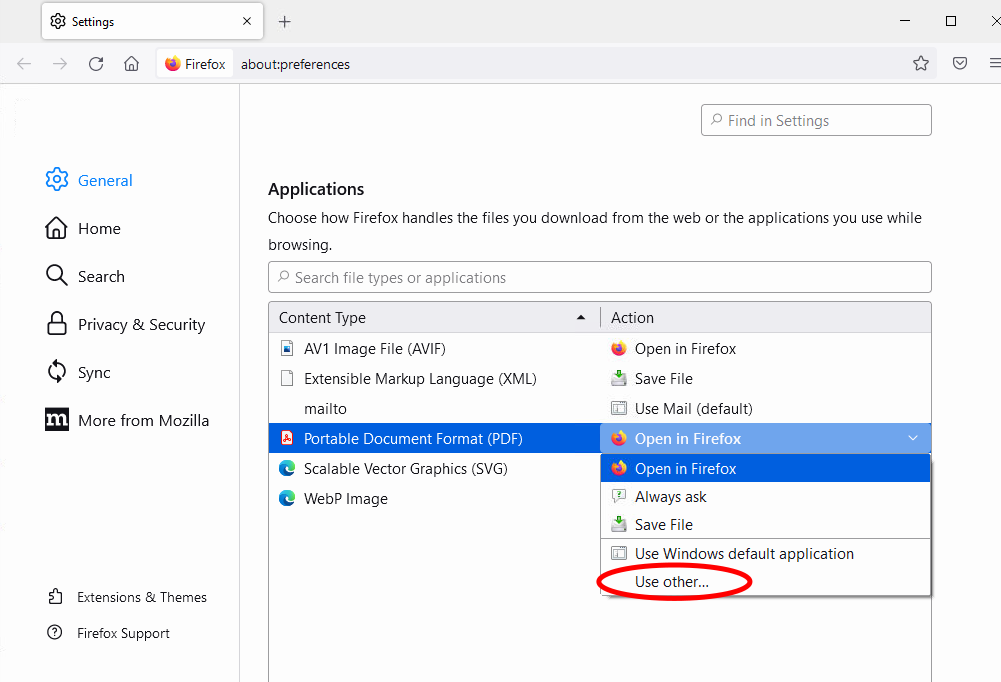 Settings
Firefox
about:preferences
Find in Settings
General
Home
Search
Privacy & Security
Sync
More from Mozilla
Extensions & Themes
Firefox Support
Applications
Choose how Firefox handles the files you download from the web or the applications you use while
browsing.
Search file types or applications
Content Type Action
AV1 Image File (AVIF) Open in Firefox
Extensible Markup Language (XML) Save File
mailto Use Mail (default)
Portable Document Format (PDF) Open in Firefox
Scalable Vector Graphics (SVG) Open in Firefox
WebP Image Always ask
Save File
Use Windows default application
Use other...